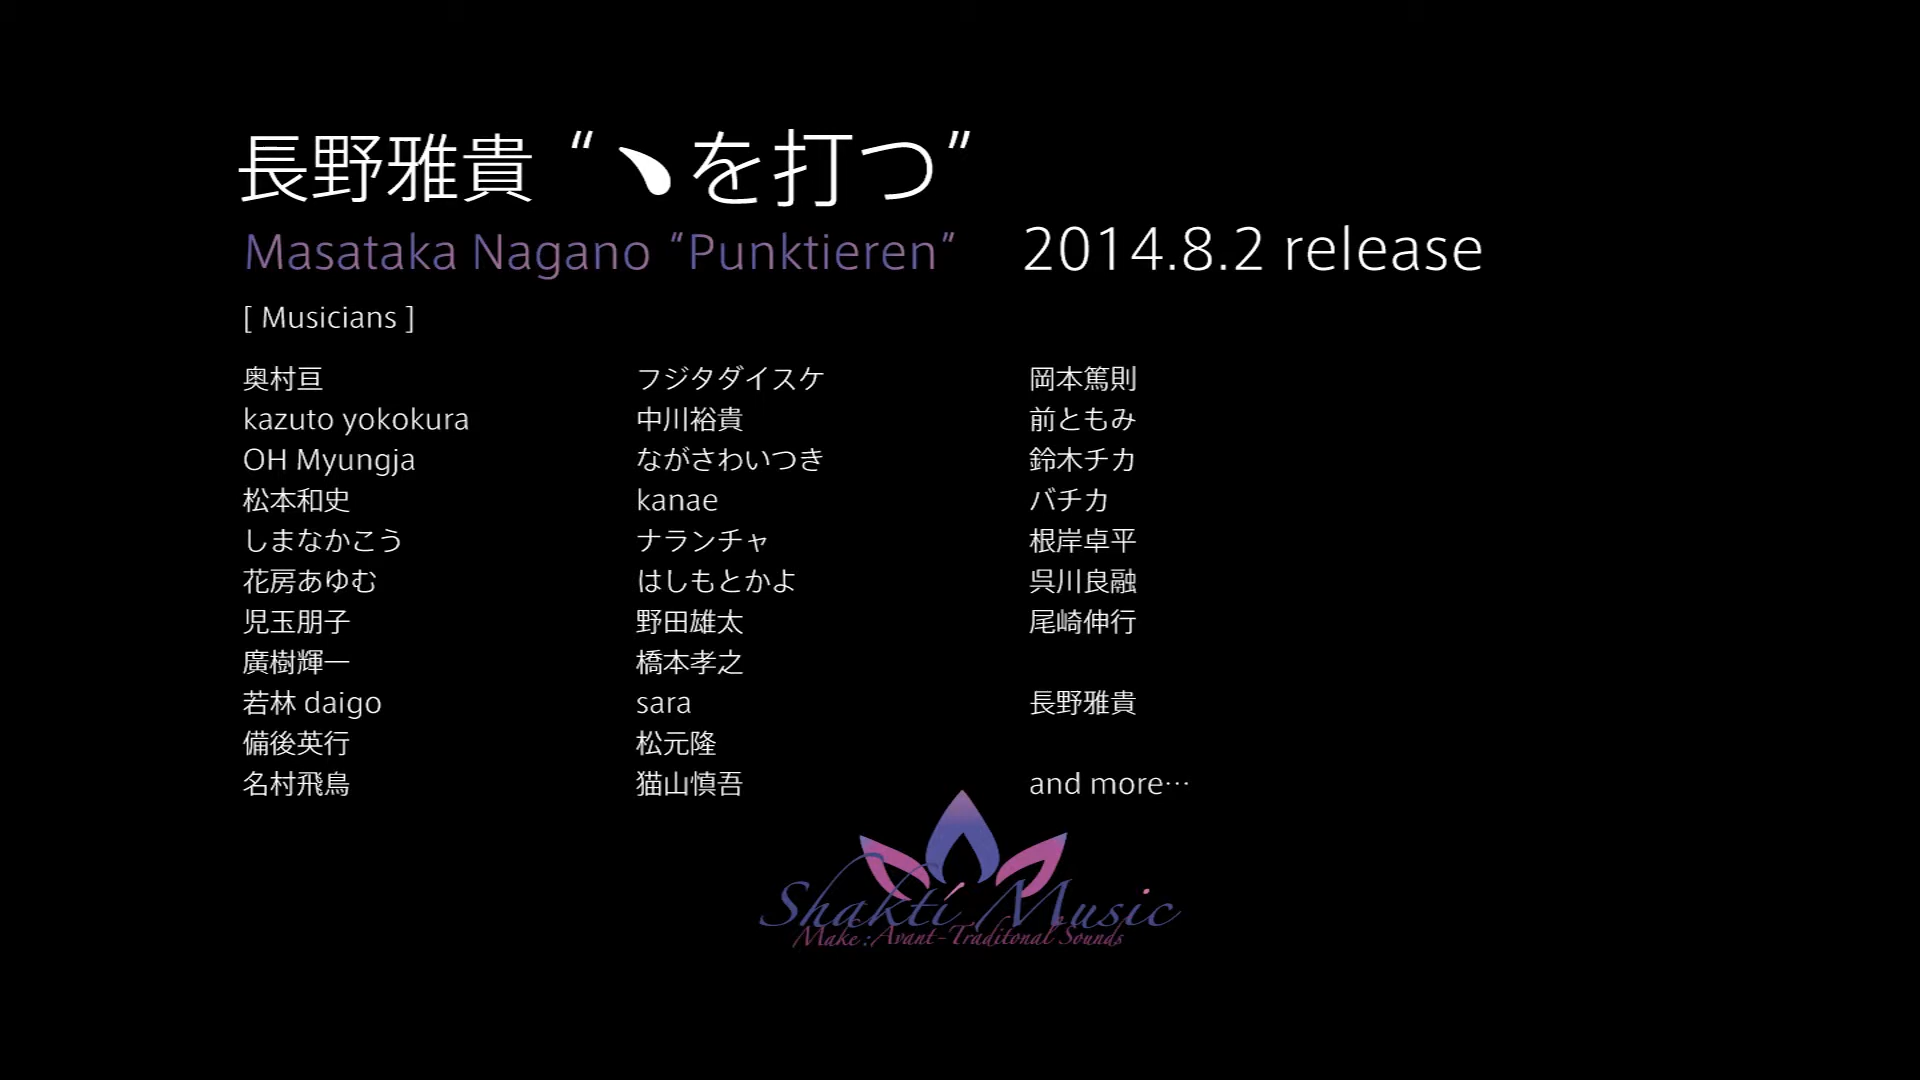 長野雅貴 “ヽを打つ”
Masataka Nagano “Punktieren”
2014.8.2 release
[ Musicians ]
奥村亘
kazuto yokokura
OH Myungja
松本和史
しまなかこう
花房あゆむ
児玉朋子
廣樹輝一
若林 daigo
備後英行
名村飛鳥
フジタダイスケ
中川裕貴
ながさわいつき
kanae
ナランチャ
はしもとかよ
野田雄太
橋本孝之
sara
松元隆
猫山慎吾
岡本篤則
前ともみ
鈴木チカ
バチカ
根岸卓平
呉川良融
尾崎伸行
長野雅貴
and more…
Shakti Music
Make : Avant-Traditonal Sounds